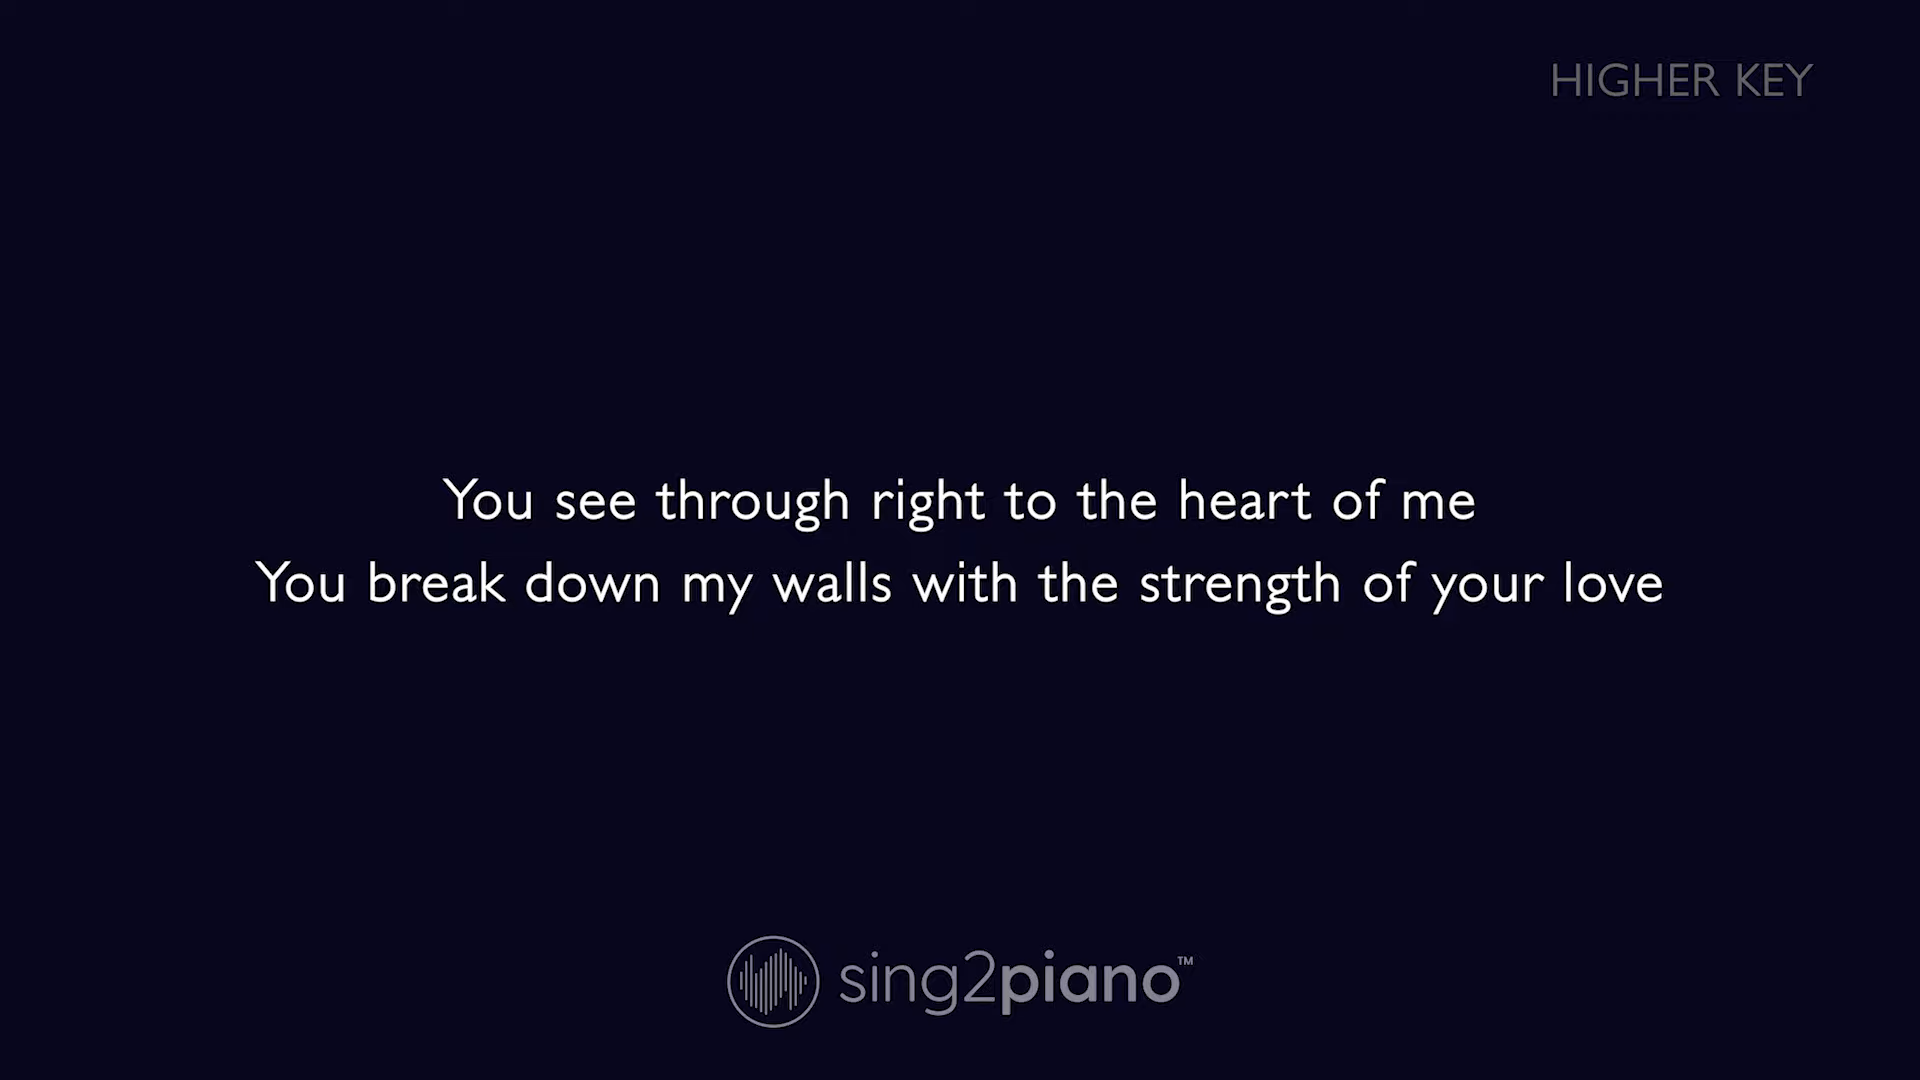 HIGHER KEY
You see through right to the heart of me
You break down my walls with the strength of your love
sing2piano™